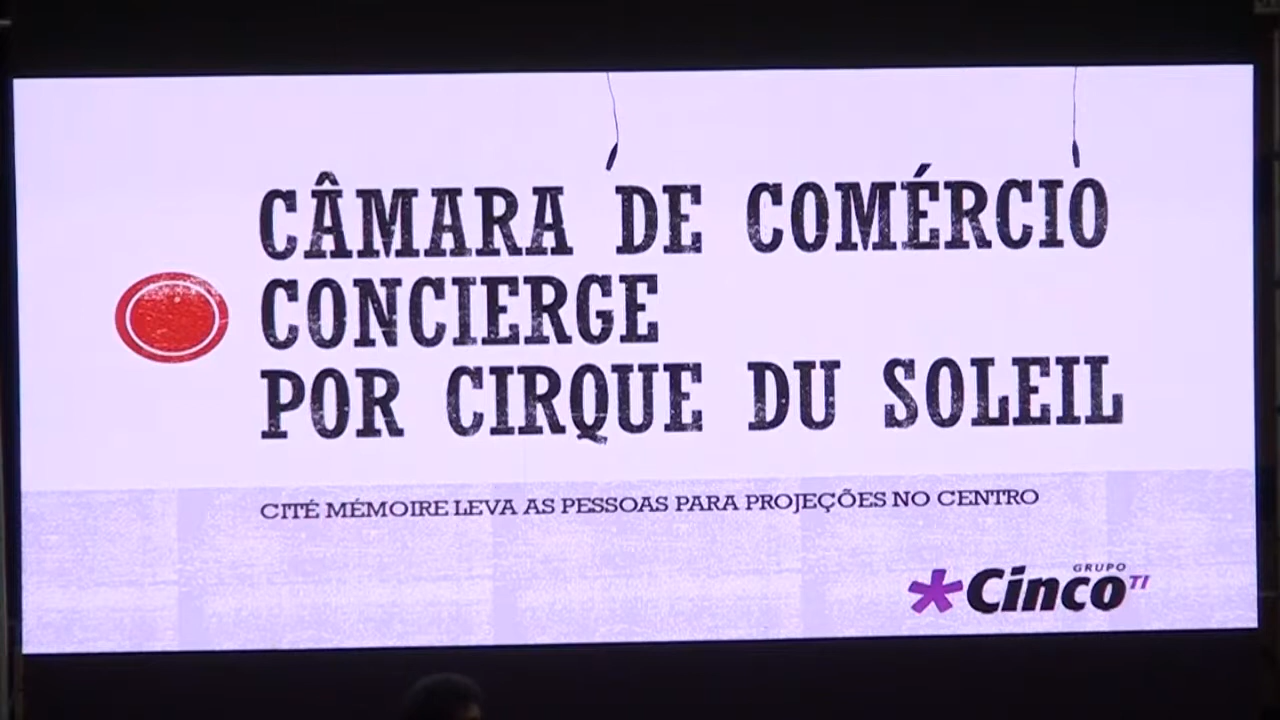 CÂMARA DE COMÉRCIO
CONCIERGE
POR CIRQUE DU SOLEIL
CITÉ MÉMOIRE LEVA AS PESSOAS PARA PROJEÇÕES NO CENTRO
GRUPO
*Cinco TI